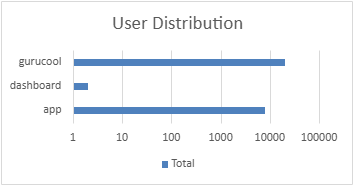 User Distribution
gurucool
dashboard
app
1 10 100 1000 10000 100000
Total